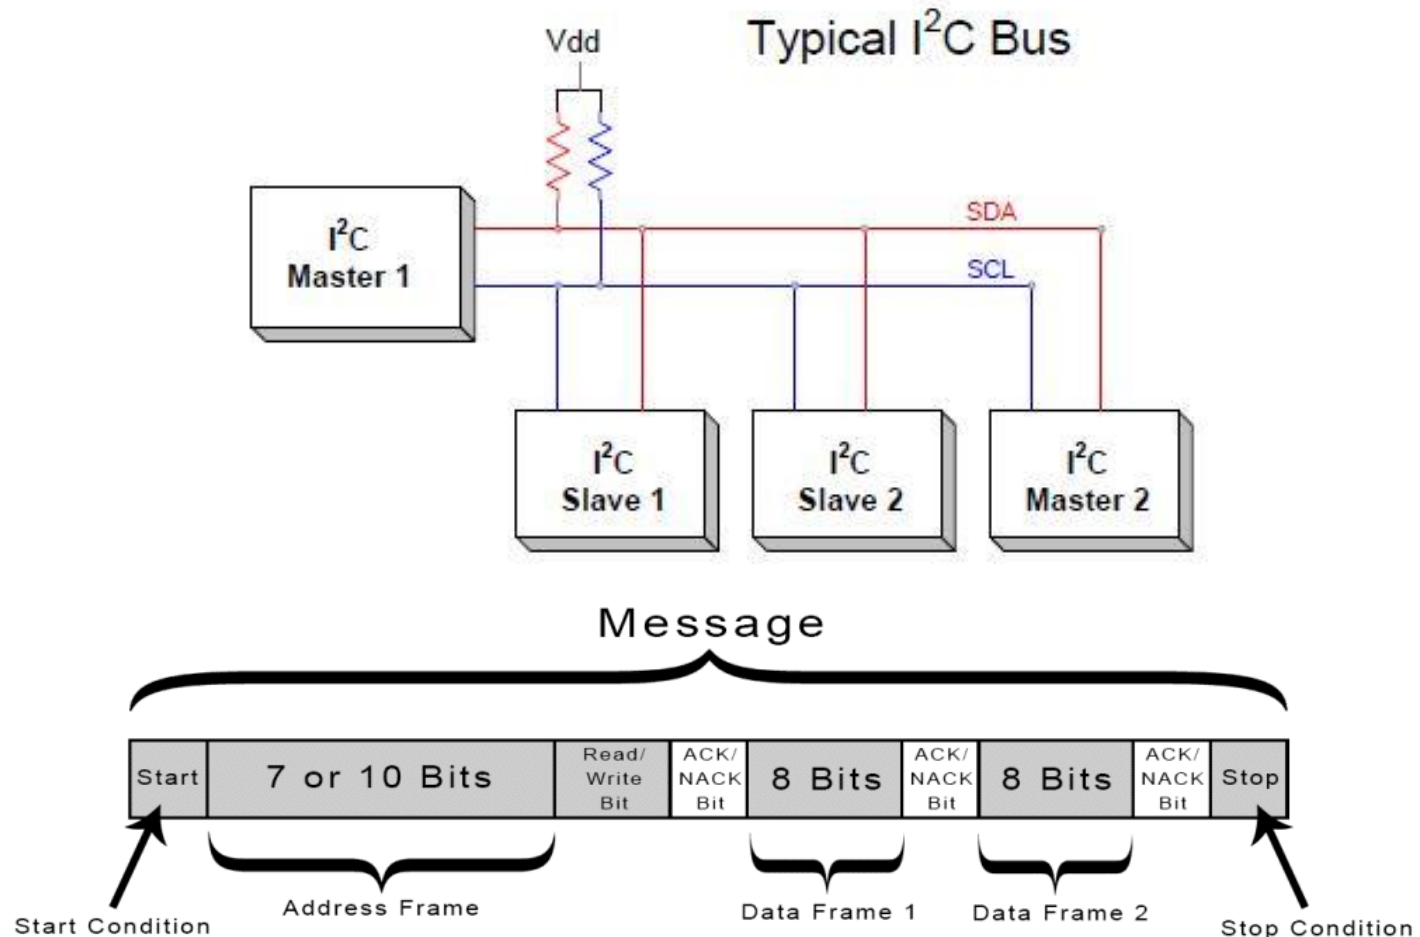 Typical I²C Bus
Vdd
SDA
SCL
I²C
Master 1
I²C
Slave 1
I²C
Slave 2
I²C
Master 2
Message
Start
7 or 10 Bits
Read/
Write
Bit
ACK/
NACK
Bit
8 Bits
ACK/
NACK
Bit
8 Bits
ACK/
NACK
Bit
Stop
Start Condition
Address Frame
Data Frame 1
Data Frame 2
Stop Condition